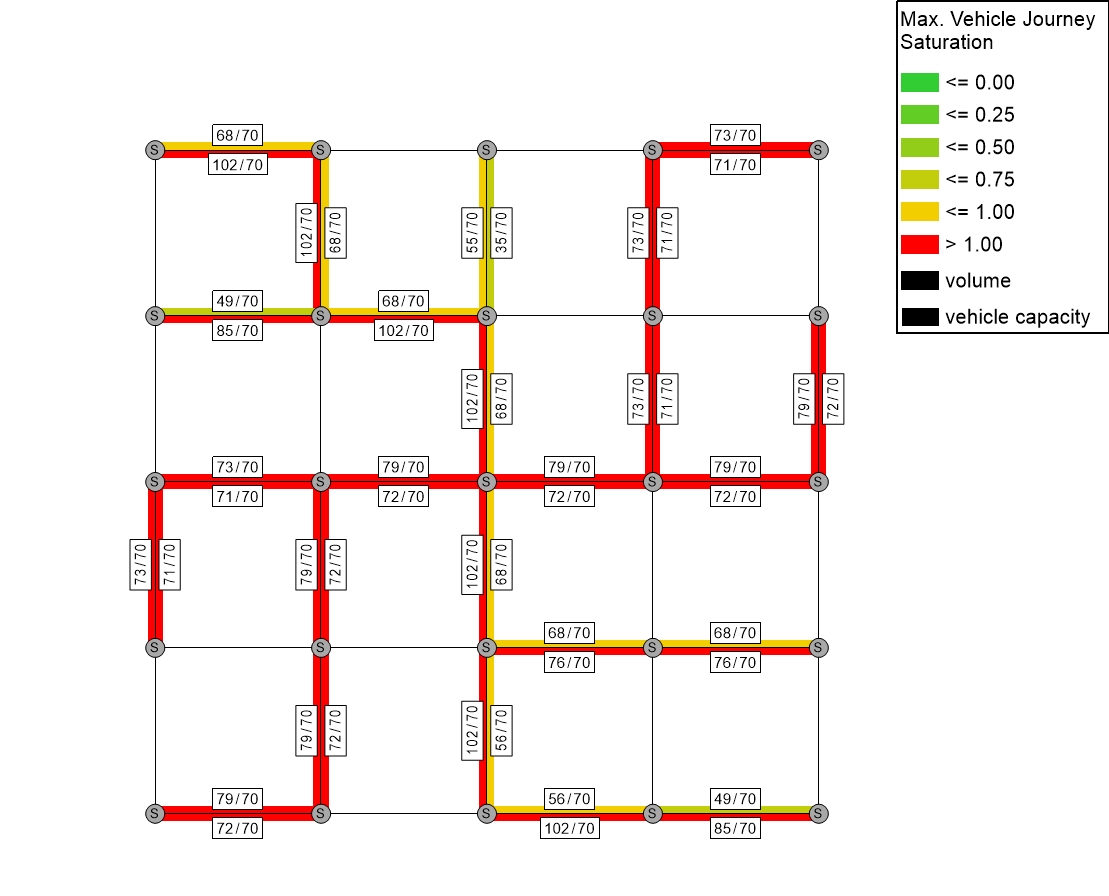 Max. Vehicle Journey
Saturation
<= 0.00
<= 0.25
<= 0.50
<= 0.75
<= 1.00
> 1.00
volume
vehicle capacity
68/70
73/70
S S S S S
102/70
71/70
102/70 68/70 55/70 35/70 73/70 71/70
49/70 68/70
S S S S S
85/70 102/70
102/70 68/70 73/70 71/70 79/70 72/70
73/70 79/70 79/70 79/70
S S S S S
71/70 72/70 72/70 72/70
73/70 71/70 79/70 72/70 102/70 68/70
68/70 68/70
S S S S S
76/70 76/70
79/70 72/70 102/70 56/70
79/70 56/70 49/70
S S S S S
72/70 102/70 85/70